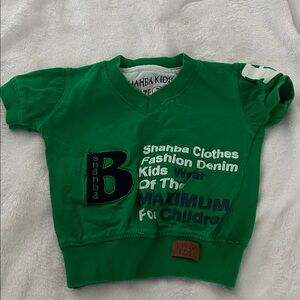 SHAHBA KIDS
shahba
B
Shahba Clothes
Fashion Denim
Kids Wear
Of The
MAXIMUM
For Children